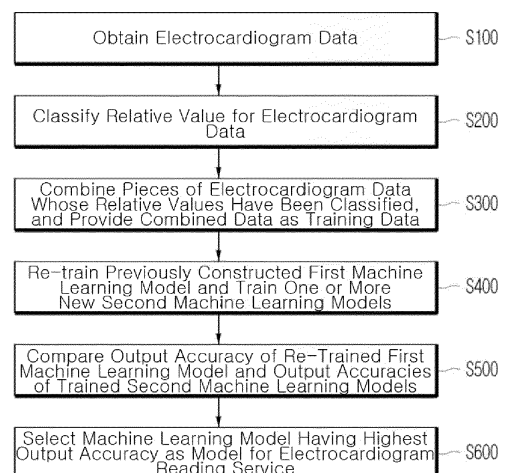 Obtain Electrocardiogram Data
S100
Classify Relative Value for Electrocardiogram
Data
S200
Combine Pieces of Electrocardiogram Data
Whose Relative Values Have Been Classified,
and Provide Combined Data as Training Data
S300
Re-train Previously Constructed First Machine
Learning Model and Train One or More
New Second Machine Learning Models
S400
Compare Output Accuracy of Re-Trained First
Machine Learning Model and Output Accuracies
of Trained Second Machine Learning Models
S500
Select Machine Learning Model Having Highest
Output Accuracy as Model for Electrocardiogram
Reading Service
S600